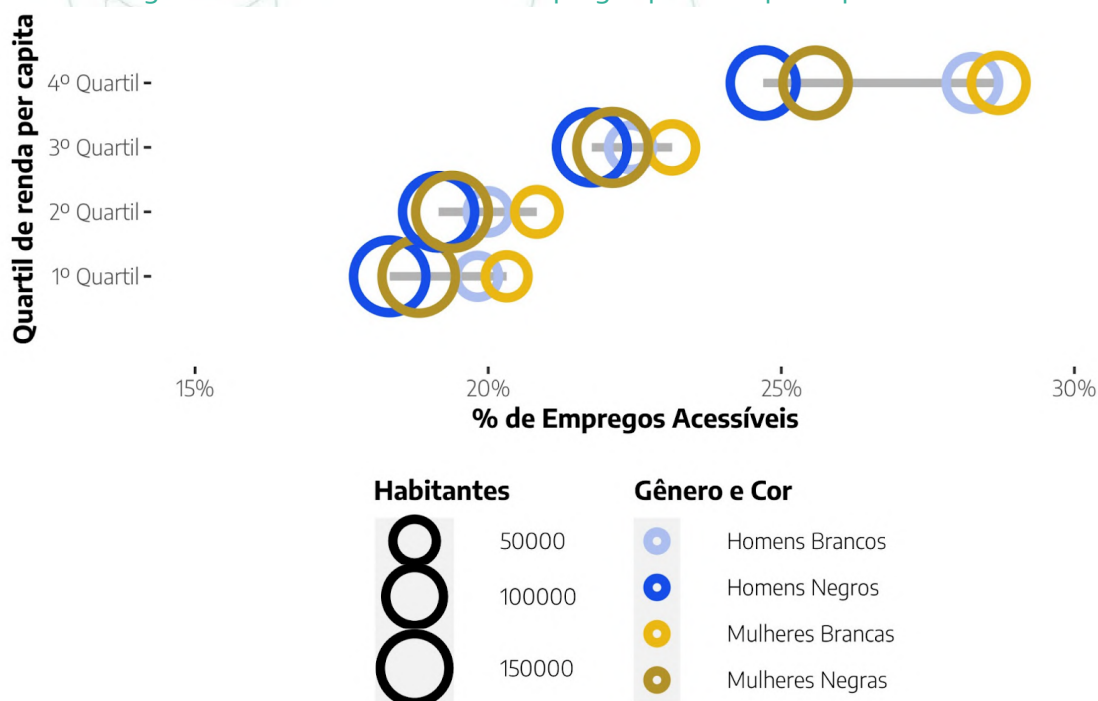 Quartil de renda per capita
4º Quartil
3º Quartil
2º Quartil
1º Quartil
15% 20% 25% 30%
% de Empregos Acessíveis
Habitantes
50000
100000
150000
Gênero e Cor
Homens Brancos
Homens Negros
Mulheres Brancas
Mulheres Negras